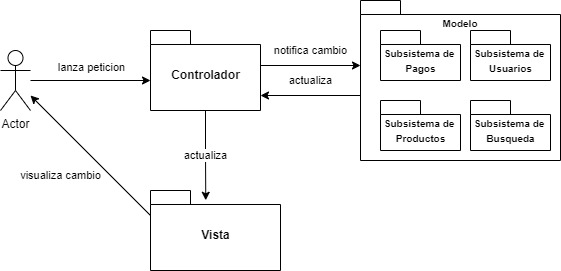 Modelo
notifica cambio
Subsistema de
Pagos
Subsistema de
Usuarios
lanza peticion
Controlador
actualiza
Actor
Subsistema de
Productos
Subsistema de
Busqueda
actualiza
visualiza cambio
Vista